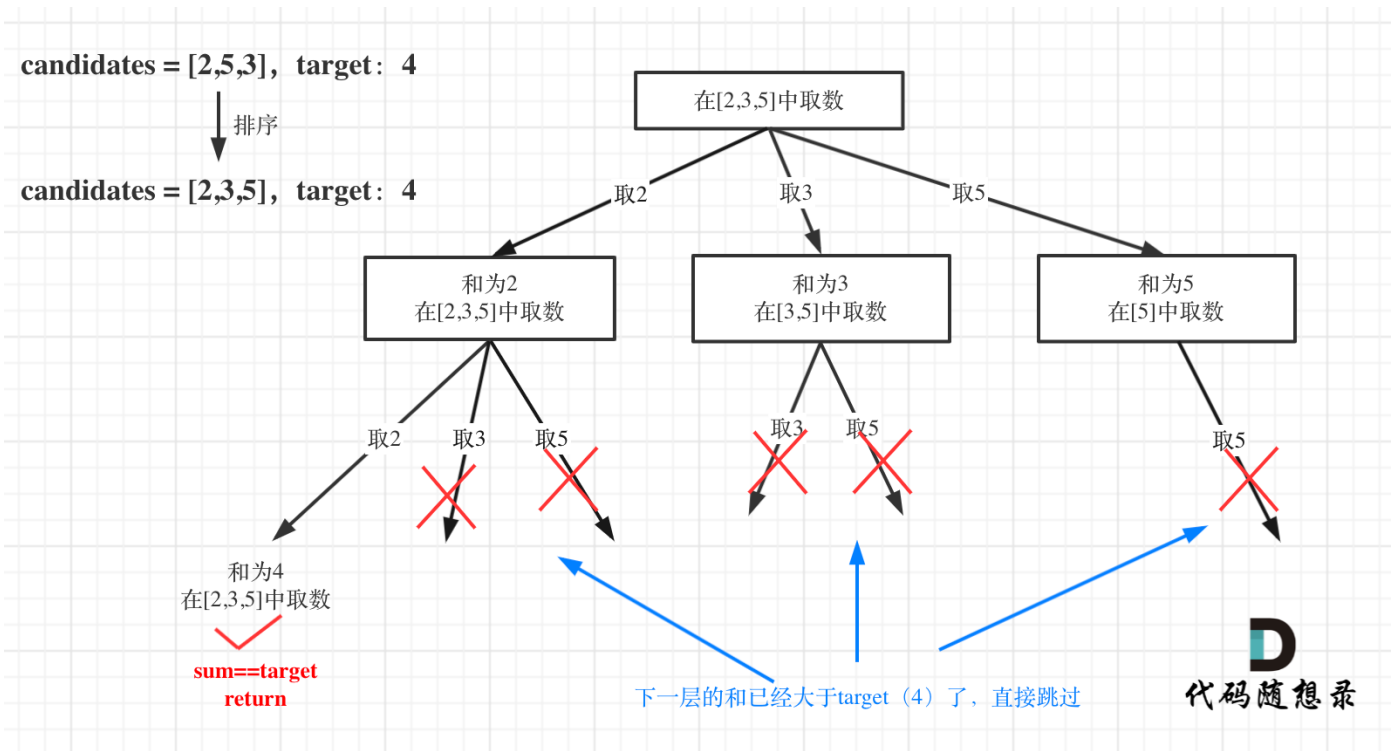 candidates = [2,5,3]，target：4
排序
candidates = [2,3,5]，target：4
在[2,3,5]中取数
取2
取3
取5
和为2
在[2,3,5]中取数
和为3
在[3,5]中取数
和为5
在[5]中取数
取2
取3
取5
取3
取5
取5
和为4
在[2,3,5]中取数
sum==target
return
下一层的和已经大于target（4）了，直接跳过
代码随想录